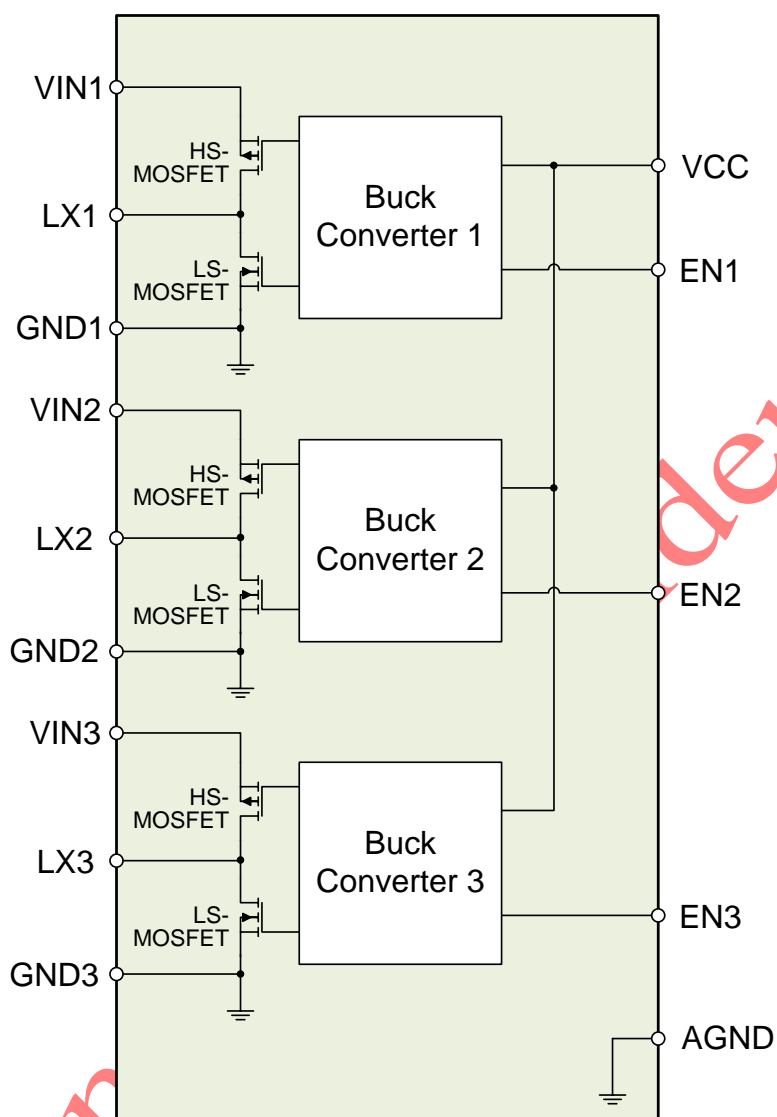 VIN1
HS-
MOSFET
LX1
LS-
MOSFET
GND1
Buck
Converter 1
VCC
EN1
VIN2
HS-
MOSFET
LX2
LS-
MOSFET
GND2
Buck
Converter 2
EN2
VIN3
HS-
MOSFET
LX3
LS-
MOSFET
GND3
Buck
Converter 3
EN3
AGND